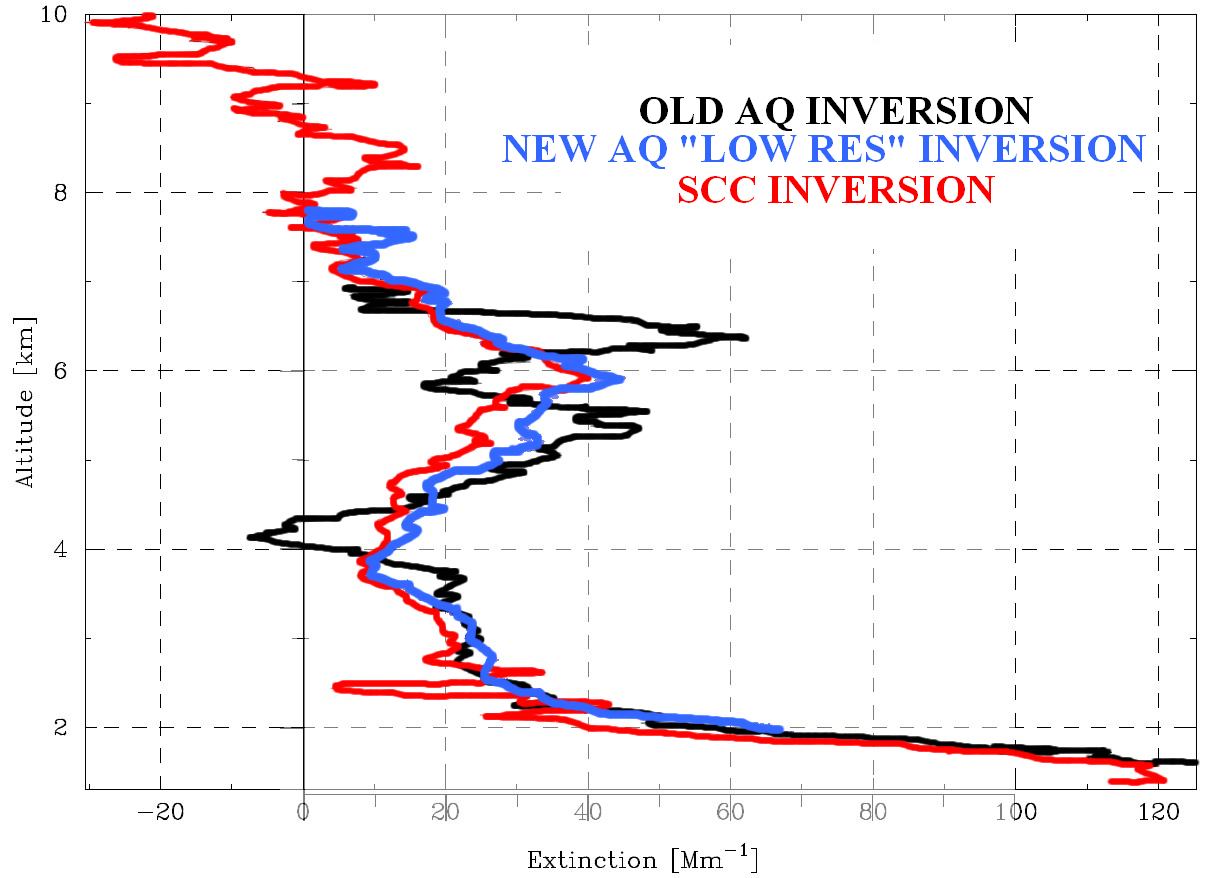 10
OLD AQ INVERSION
NEW AQ "LOW RES" INVERSION
SCC INVERSION
8
6
4
2
Altitude [km]
−20 0 20 40 60 80 100 120
Extinction [Mm⁻¹]